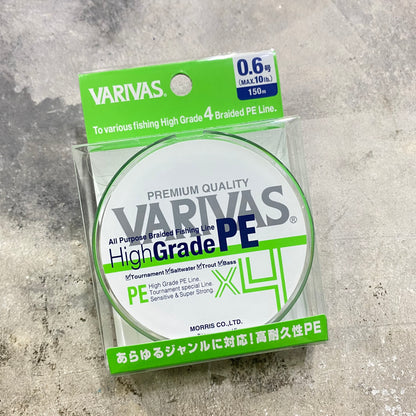 VARIVAS®
0.6号
(MAX.10lb.)
150m
To various fishing High Grade 4 Braided PE Line.
PREMIUM QUALITY
VARIVAS®
All Purpose Braided Fishing Line
HighGradePE
Tournament Saltwater Trout Bass
PE High Grade PE Line.
Tournament special Line.
Sensitive & Super Strong.
X4
MORRIS CO.,LTD.
あらゆるジャンルに対応!高耐久性PE